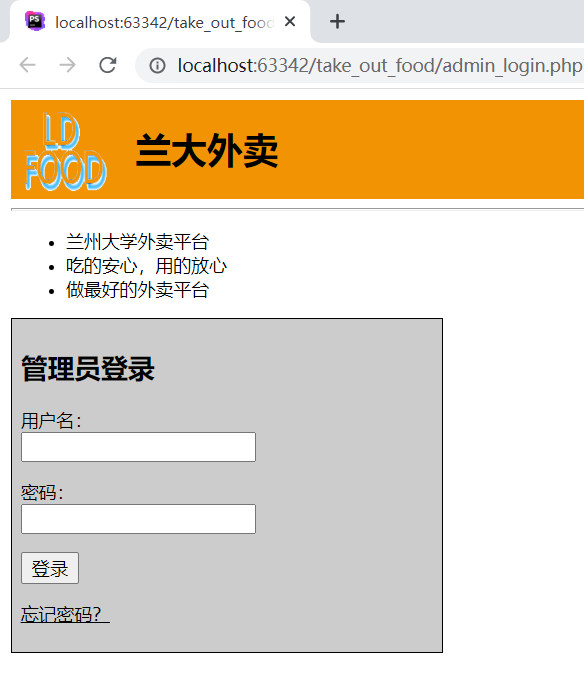 PS
localhost:63342/take_out_food
localhost:63342/take_out_food/admin_login.php
LD
FOOD
兰大外卖
兰州大学外卖平台
吃的安心，用的放心
做最好的外卖平台
管理员登录
用户名：
密码：
登录
忘记密码？